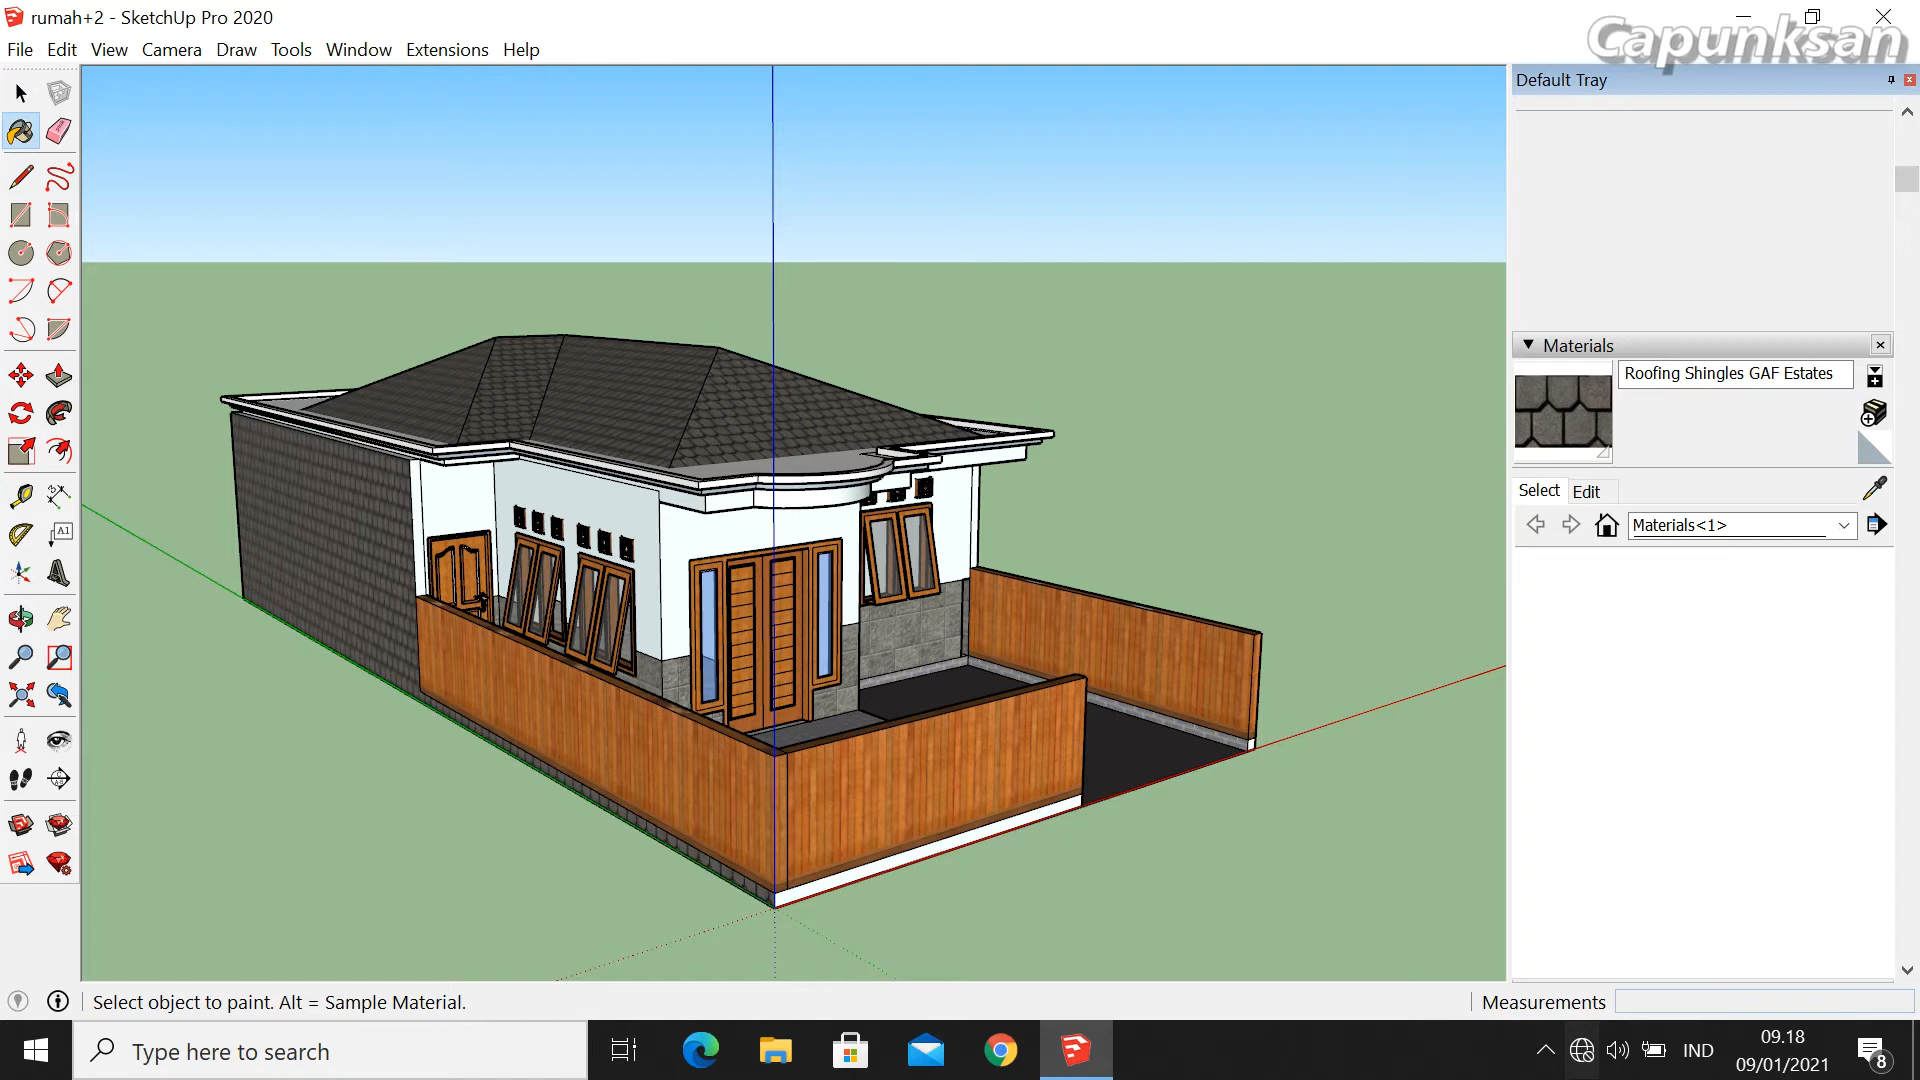 rumah+2 - SketchUp Pro 2020
Capunksan
File Edit View Camera Draw Tools Window Extensions Help
Default Tray
Materials
Roofing Shingles GAF Estates
Select Edit
Materials<1>
A1
Select object to paint. Alt = Sample Material.
Measurements
Type here to search
IND
09.18
09/01/2021
8